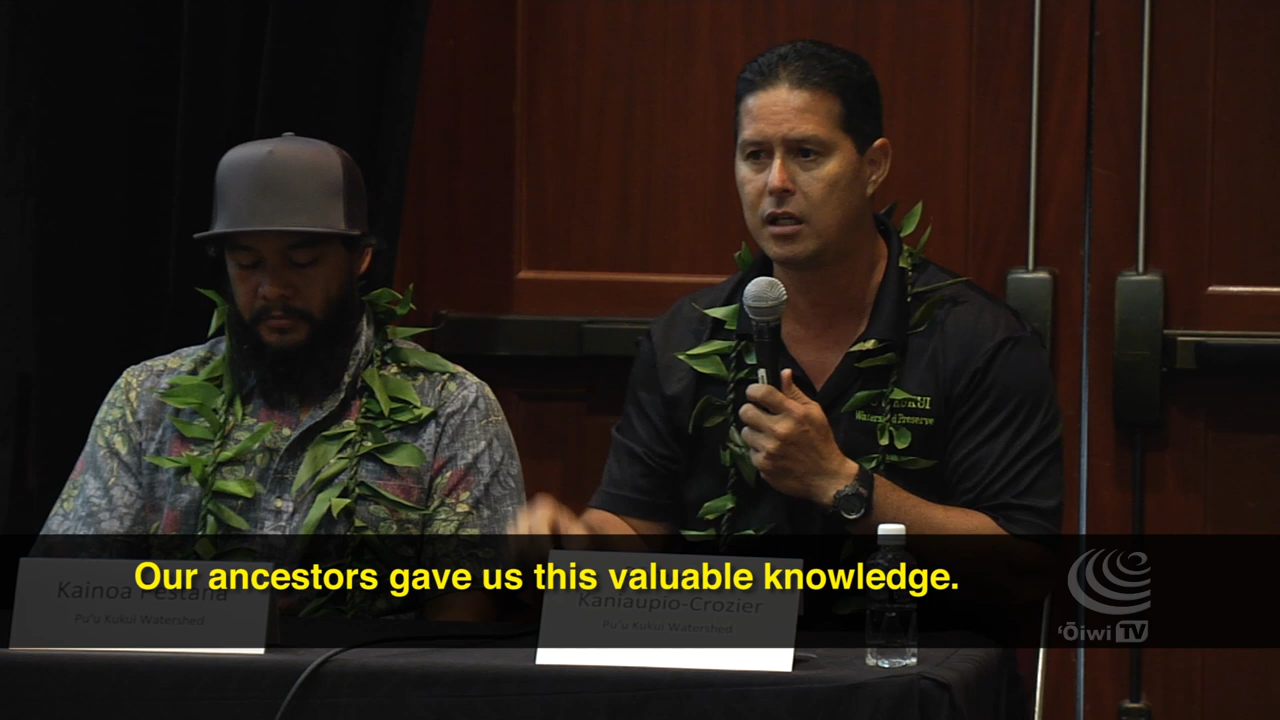 KUKUI
Watershed Preserve
Our ancestors gave us this valuable knowledge.
Kainoa Pestana
Pu'u Kukui Watershed
Kaniaupio-Crozier
Pu'u Kukui Watershed
ʻŌiwi TV